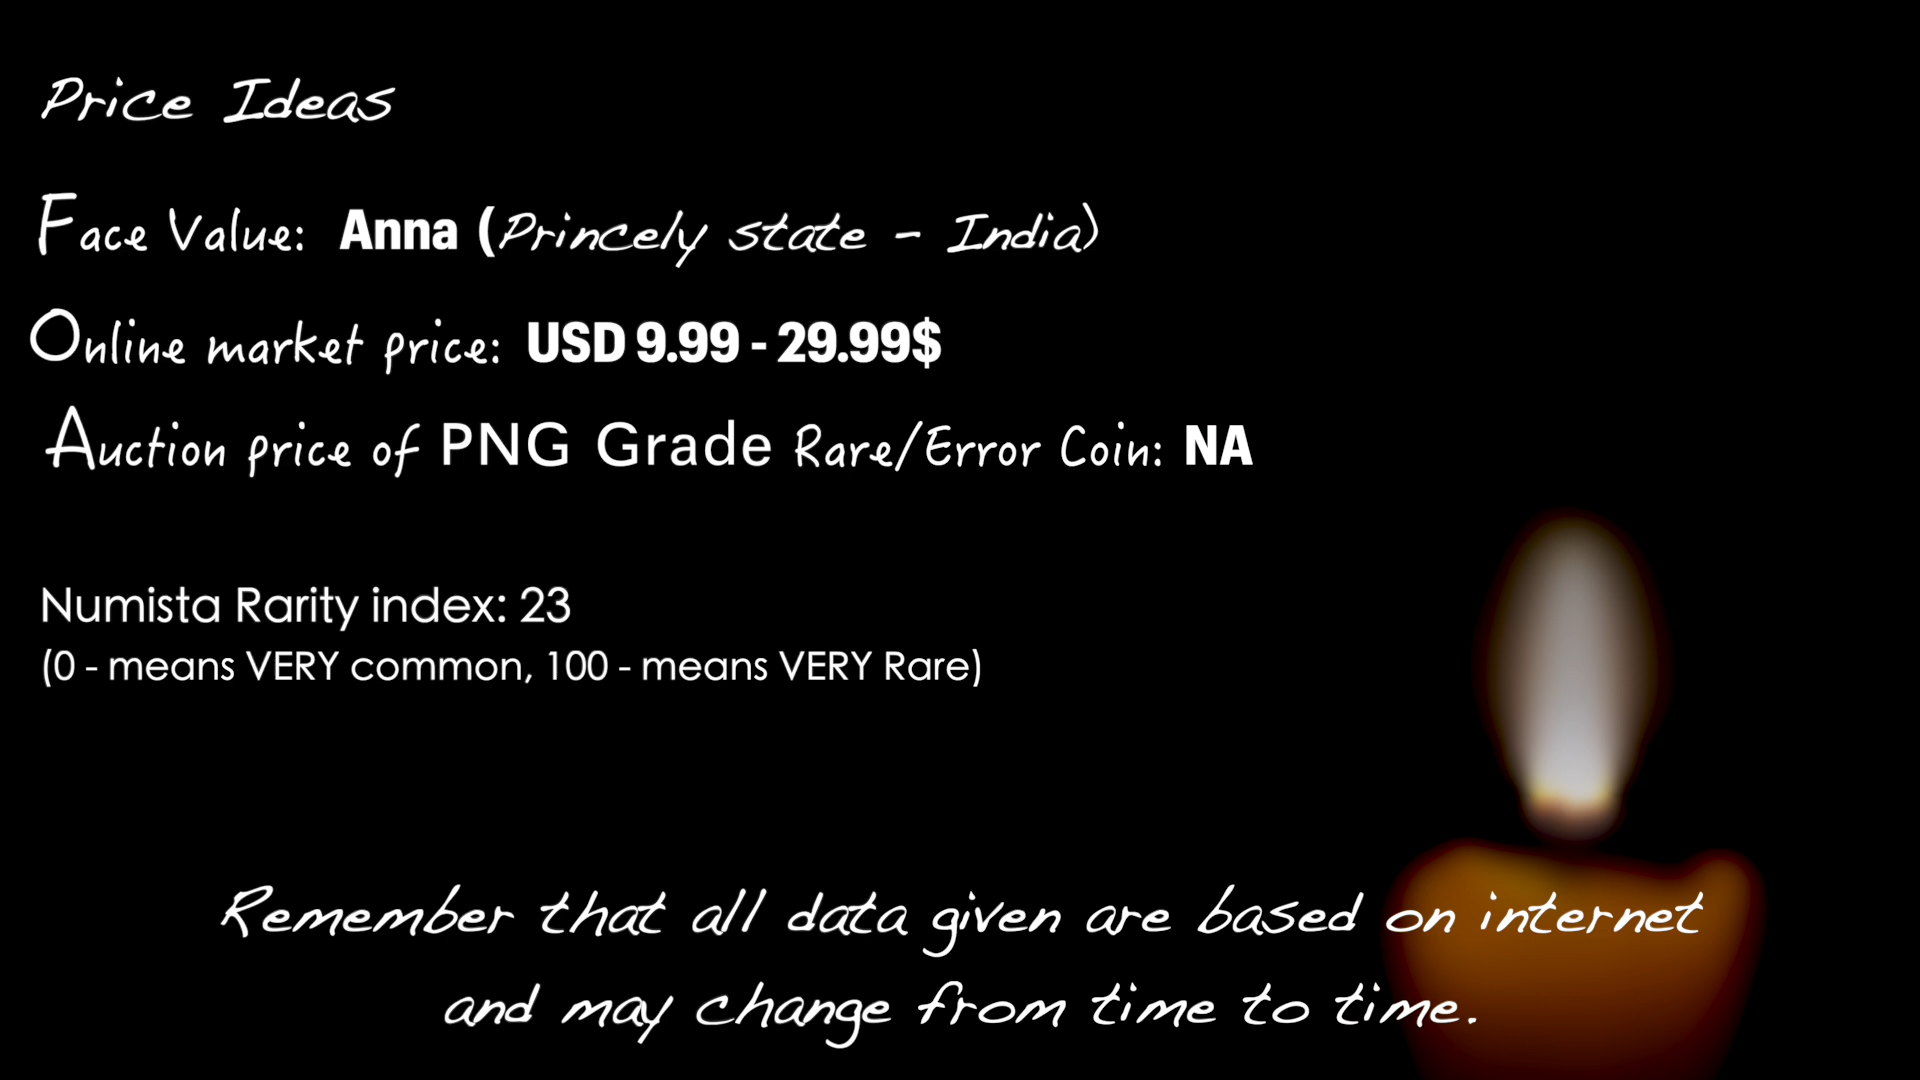 Price Ideas
Face Value: Anna (Princely state - India)
Online market price: USD 9.99 - 29.99$
Auction price of PNG Grade Rare/Error Coin: NA
Numista Rarity index: 23
(0 - means VERY common, 100 - means VERY Rare)
Remember that all data given are based on internet
and may change from time to time.